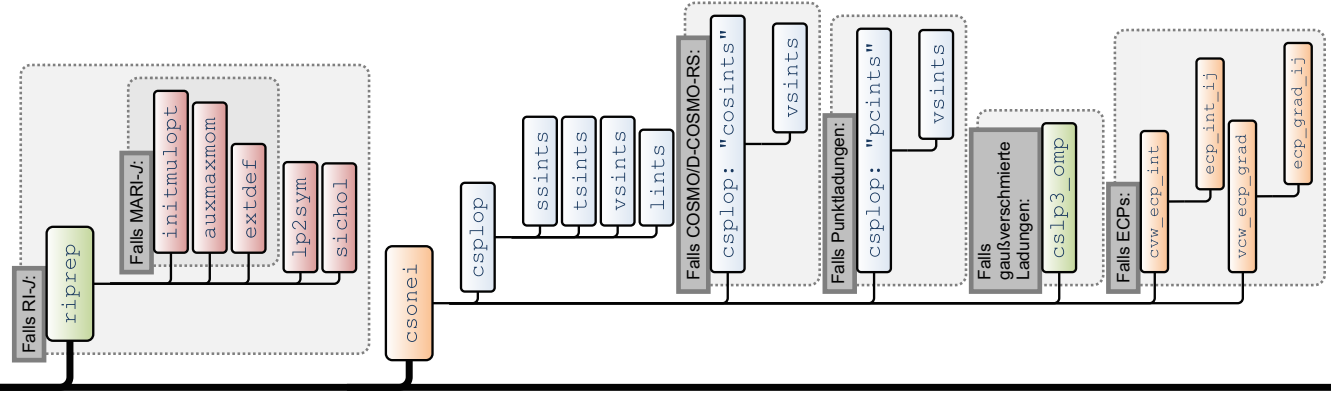 Falls RI-J:
riprep
Falls MARI-J:
initmulopt
auxmaxmom
extdef
lp2sym
sichol
csonei
csplop
ssints
tsints
vsints
lints
Falls COSMO/D-COSMO-RS:
csplop: "cosints"
vsints
Falls Punktladungen:
csplop: "pcints"
vsints
Falls
gaußverschmierte
Ladungen:
cslp3_omp
Falls ECPs:
cvw_ecp_int
ecp_int_ij
vcw_ecp_grad
ecp_grad_ij